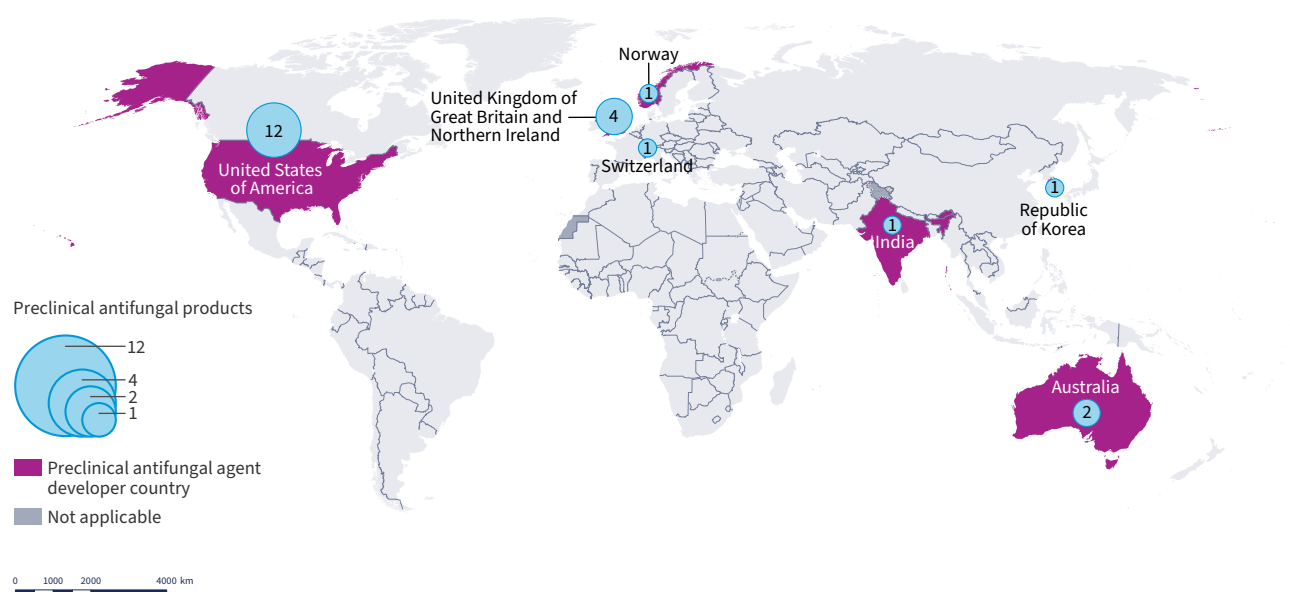 Norway
1
United Kingdom of
Great Britain and
Northern Ireland
4
12
United States
of America
1
Switzerland
1
Republic
of Korea
1
India
Preclinical antifungal products
12
4
2
1
Australia
2
Preclinical antifungal agent
developer country
Not applicable
0 1000 2000 4000 km